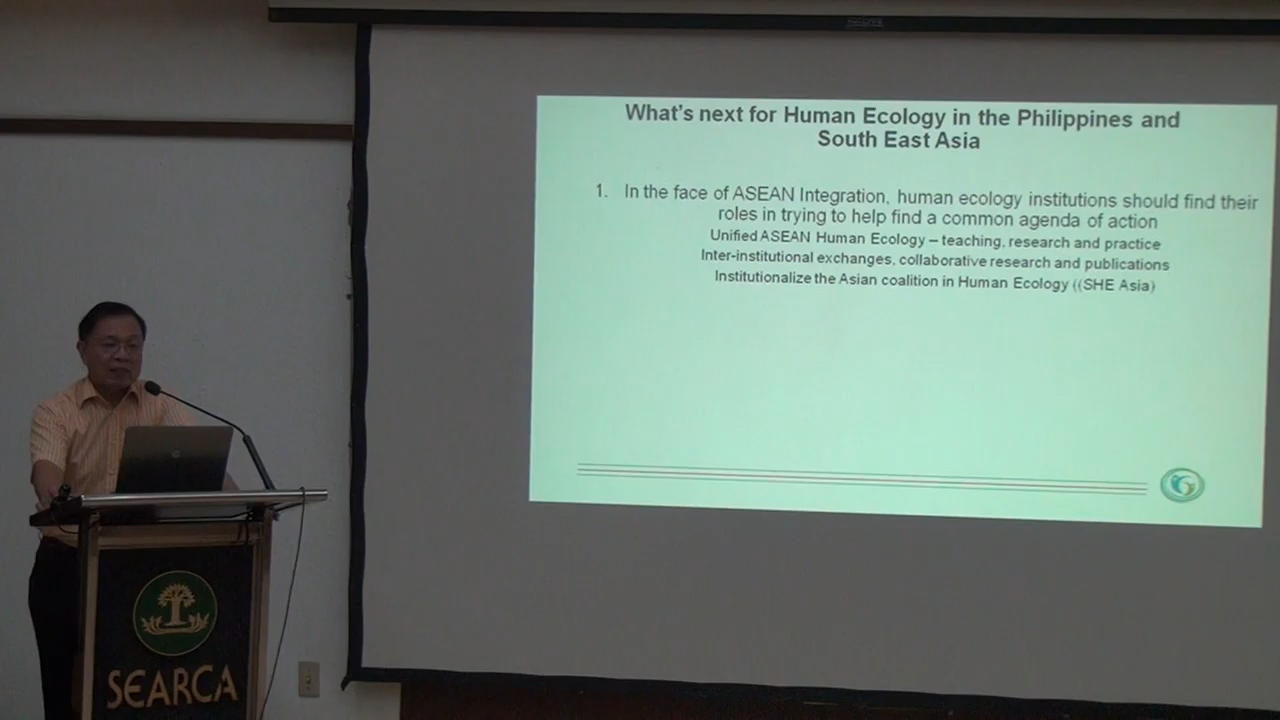 What's next for Human Ecology in the Philippines and
South East Asia
1. In the face of ASEAN Integration, human ecology institutions should find their
roles in trying to help find a common agenda of action
Unified ASEAN Human Ecology – teaching, research and practice
Inter-institutional exchanges, collaborative research and publications
Institutionalize the Asian coalition in Human Ecology ((SHE Asia)
SEARCA